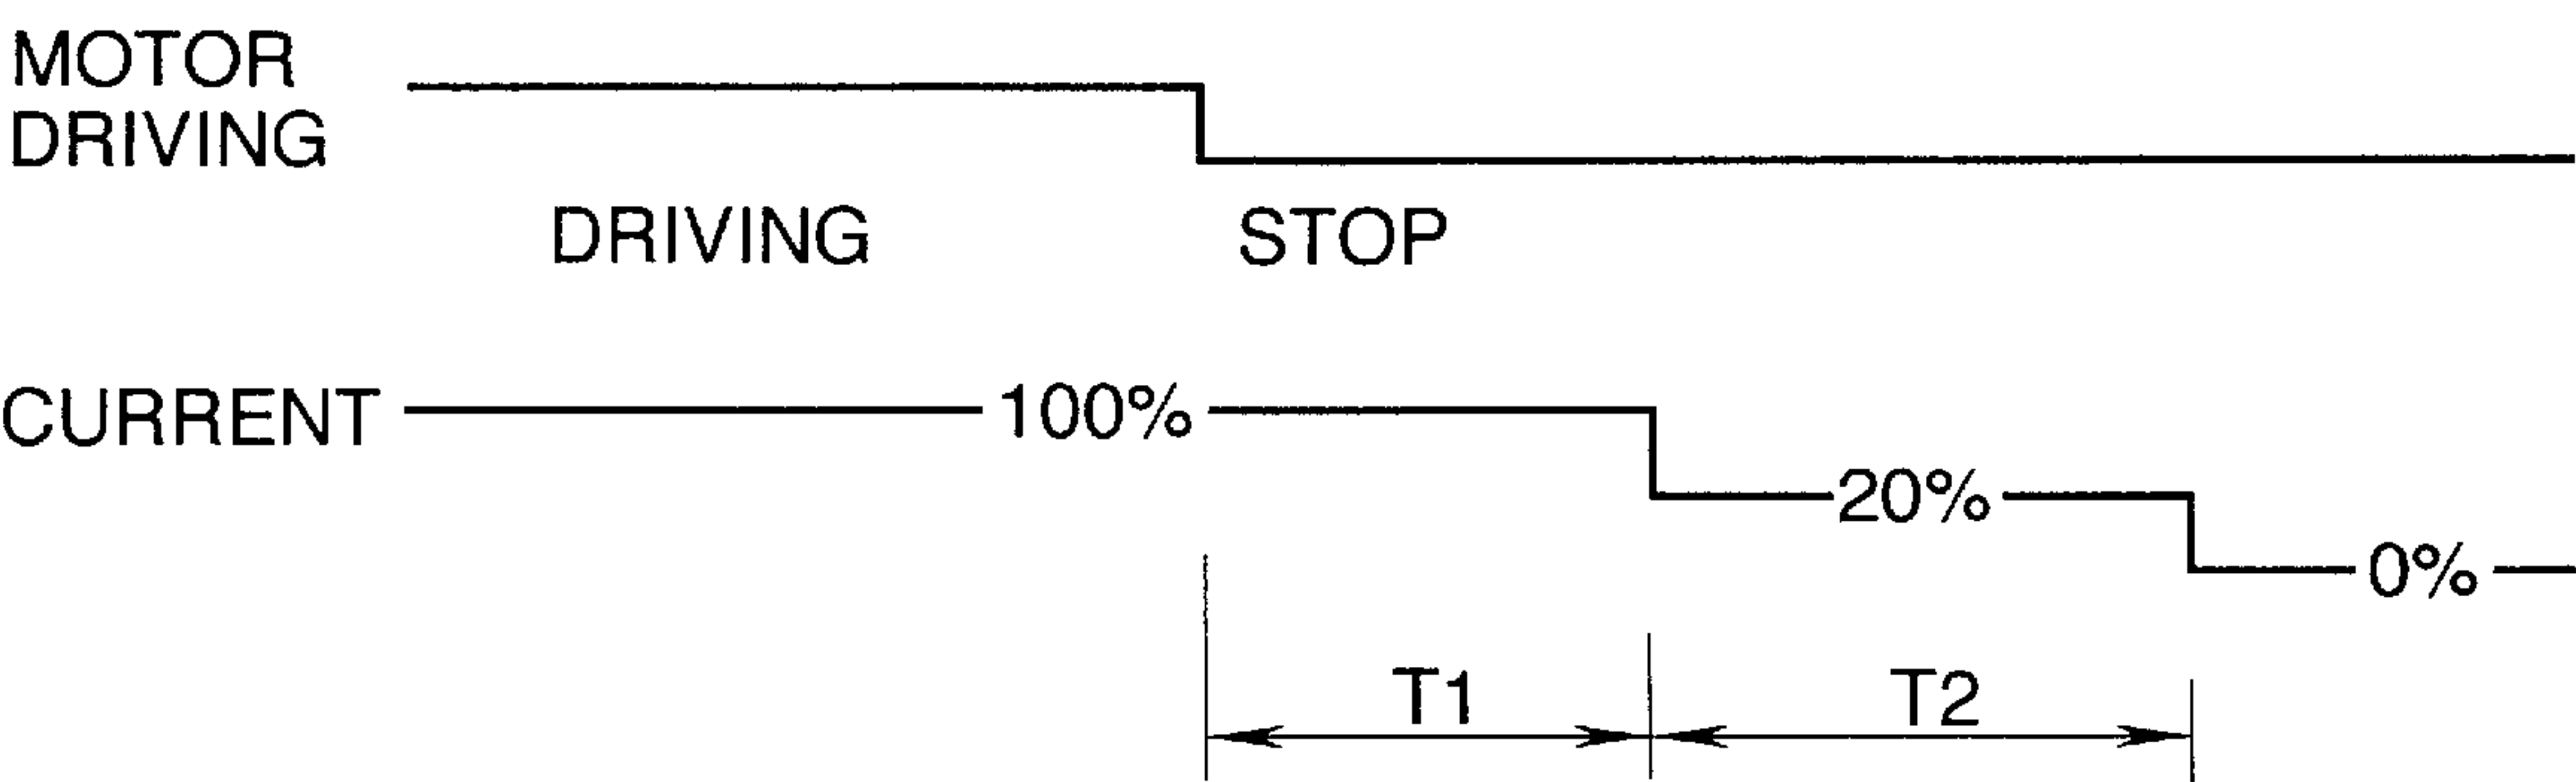 MOTOR
DRIVING
DRIVING STOP
CURRENT 100%
20%
0%
T1 T2